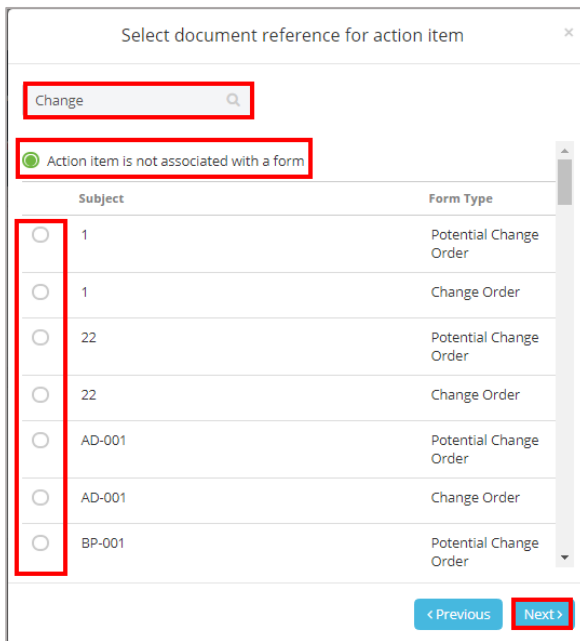 Select document reference for action item
×
Change
Action item is not associated with a form
Subject Form Type
1 Potential Change
Order
1 Change Order
22 Potential Change
Order
22 Change Order
AD-001 Potential Change
Order
AD-001 Change Order
BP-001 Potential Change
Order
< Previous Next >